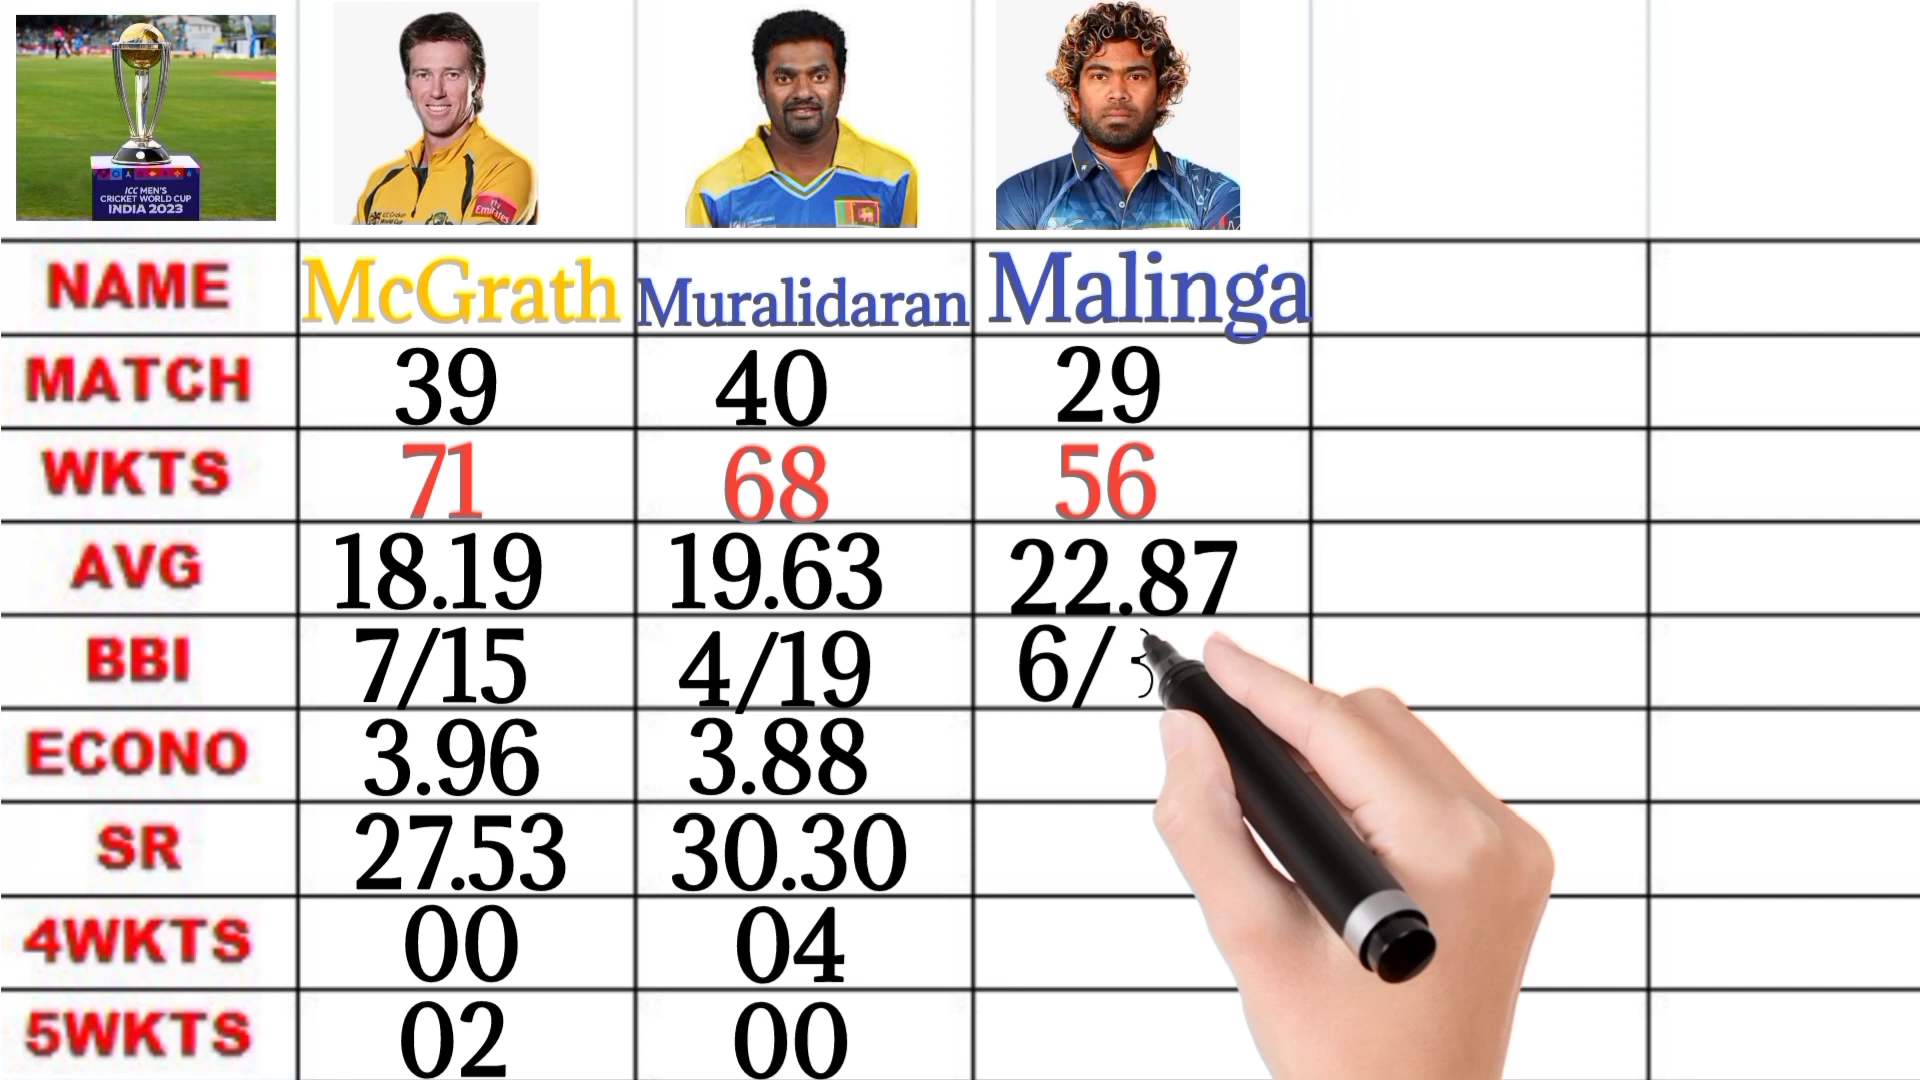 ICC MEN'S
CRICKET WORLD CUP
INDIA 2023
Emirates
NAME McGrath Muralidaran Malinga
MATCH 39 40 29
WKTS 71 68 56
AVG 18.19 19.63 22.87
BBI 7/15 4/19 6/
ECONO 3.96 3.88
SR 27.53 30.30
4WKTS 00 04
5WKTS 02 00